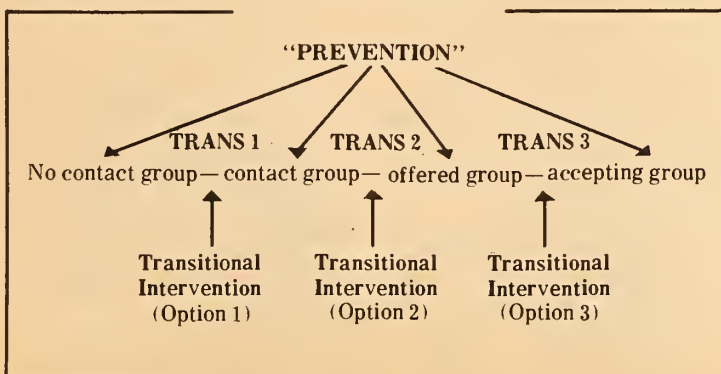 "PREVENTION"
TRANS 1 TRANS 2 TRANS 3
No contact group — contact group — offered group — accepting group
Transitional Transitional Transitional
Intervention Intervention Intervention
(Option 1) (Option 2) (Option 3)